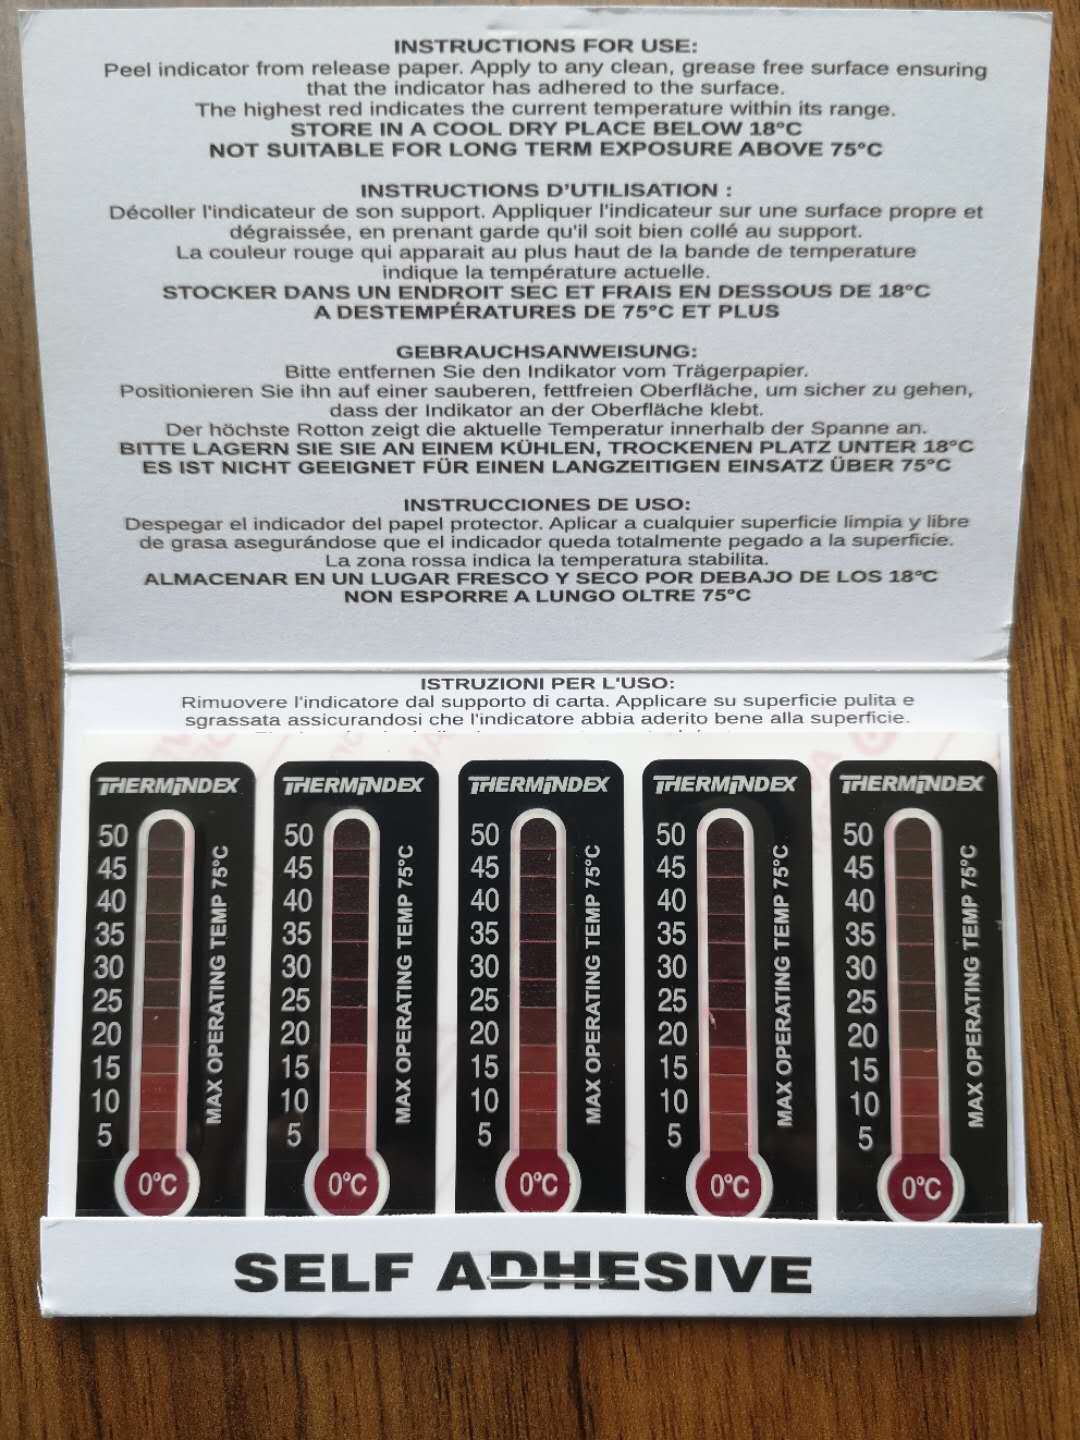 INSTRUCTIONS FOR USE:
Peel indicator from release paper. Apply to any clean, grease free surface ensuring
that the indicator has adhered to the surface.
The highest red indicates the current temperature within its range.
STORE IN A COOL DRY PLACE BELOW 18°C
NOT SUITABLE FOR LONG TERM EXPOSURE ABOVE 75°C
INSTRUCTIONS D'UTILISATION :
Décoller l'indicateur de son support. Appliquer l'indicateur sur une surface propre et
dégraissée, en prenant garde qu'il soit bien collé au support.
La couleur rouge qui apparait au plus haut de la bande de temperature
indique la température actuelle.
STOCKER DANS UN ENDROIT SEC ET FRAIS EN DESSOUS DE 18°C
A DESTEMPÉRATURES DE 75°C ET PLUS
GEBRAUCHSANWEISUNG:
Bitte entfernen Sie den Indikator vom Trägerpapier.
Positionieren Sie ihn auf einer sauberen, fettfreien Oberfläche, um sicher zu gehen,
dass der Indikator an der Oberfläche klebt.
Der höchste Rotton zeigt die aktuelle Temperatur innerhalb der Spanne an.
BITTE LAGERN SIE SIE AN EINEM KÜHLEN, TROCKENEN PLATZ UNTER 18°C
ES IST NICHT GEEIGNET FÜR EINEN LANGZEITIGEN EINSATZ ÜBER 75°C
INSTRUCCIONES DE USO:
Despegar el indicador del papel protector. Aplicar a cualquier superficie limpia y libre
de grasa asegurándose que el indicador queda totalmente pegado a la superficie.
La zona rossa indica la temperatura stabilita.
ALMACENAR EN UN LUGAR FRESCO Y SECO POR DEBAJO DE LOS 18°C
NON ESPORRE A LUNGO OLTRE 75°C
ISTRUZIONI PER L'USO:
Rimuovere l'indicatore dal supporto di carta. Applicare su superficie pulita e
sgrassata assicurandosi che l'indicatore abbia aderito bene alla superficie.
THERMINDEX
50
45
40
35
30
25
20
15
10
5
0°C
MAX OPERATING TEMP 75°C
THERMINDEX
50
45
40
35
30
25
20
15
10
5
0°C
MAX OPERATING TEMP 75°C
THERMINDEX
50
45
40
35
30
25
20
15
10
5
0°C
MAX OPERATING TEMP 75°C
THERMINDEX
50
45
40
35
30
25
20
15
10
5
0°C
MAX OPERATING TEMP 75°C
THERMINDEX
50
45
40
35
30
25
20
15
10
5
0°C
MAX OPERATING TEMP 75°C
SELF ADHESIVE